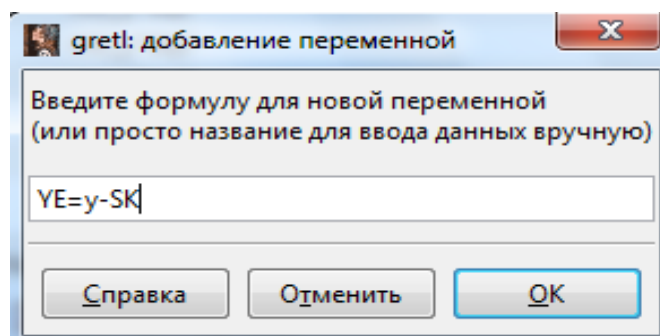 gretl: добавление переменной
Введите формулу для новой переменной
(или просто название для ввода данных вручную)
YE=y-SK
Справка Отменить OK